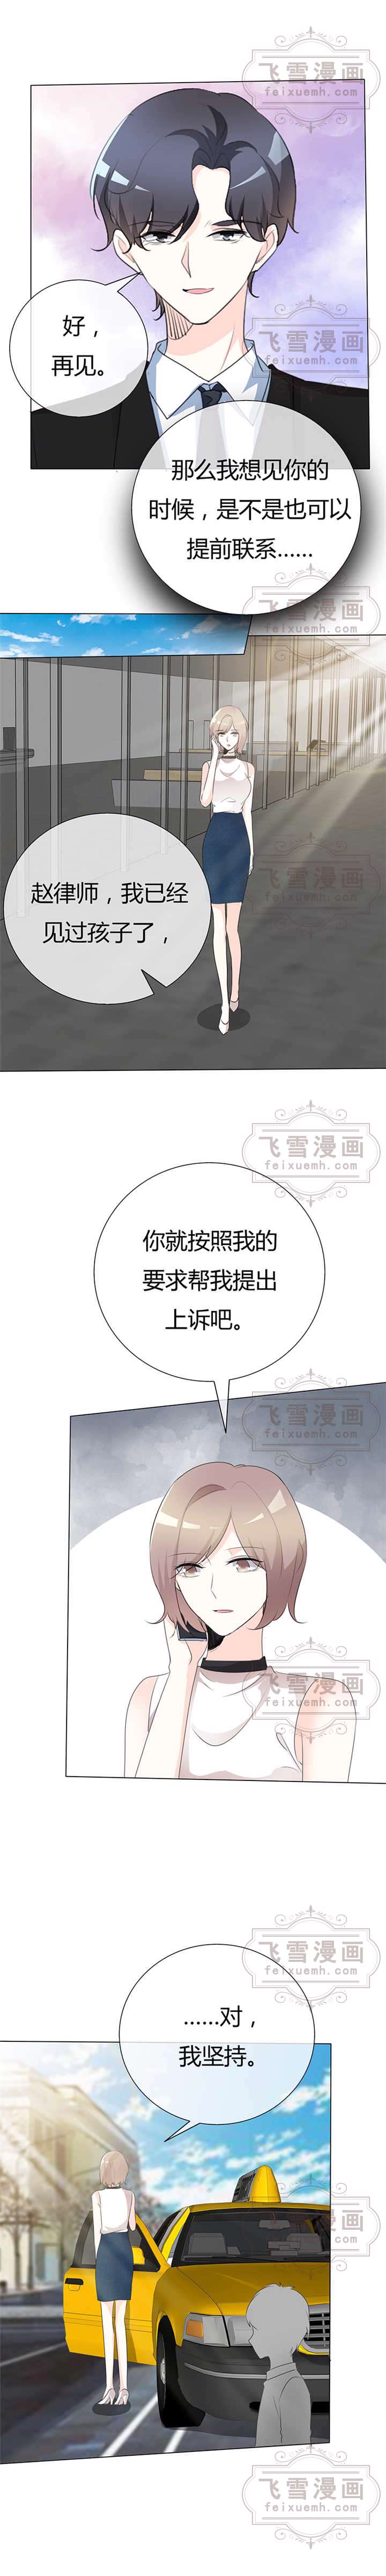 飞雪漫画
feixuemh.com
好，
再见。
飞雪漫画
feixuemh.com
那么我想见你的
时候，是不是也可以
提前联系……
飞雪漫画
feixuemh.com
飞雪漫画
feixuemh.com
赵律师，我已经
见过孩子了，
飞雪漫画
feixuemh.com
你就按照我的
要求帮我提出
上诉吧。
飞雪漫画
feixuemh.com
飞雪漫画
feixuemh.com
飞雪漫画
feixuemh.com
……对，
我坚持。
飞雪漫画
feixuemh.com
飞雪漫画
feixuemh.com